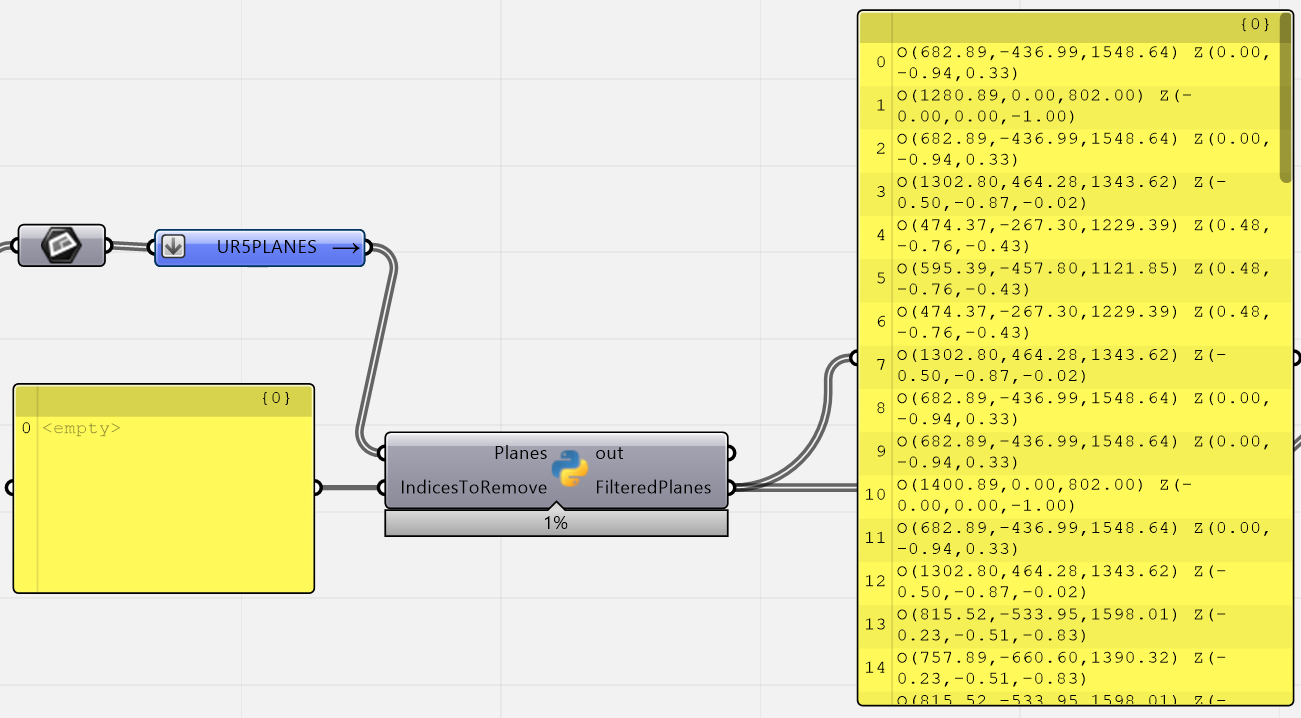 UR5PLANES
{0}
0 <empty>
Planes out
IndicesToRemove FilteredPlanes
1%
{0}
0 O(682.89,-436.99,1548.64) Z(0.00,
-0.94,0.33)
1 O(1280.89,0.00,802.00) Z(-
0.00,0.00,-1.00)
2 O(682.89,-436.99,1548.64) Z(0.00,
-0.94,0.33)
3 O(1302.80,464.28,1343.62) Z(-
0.50,-0.87,-0.02)
4 O(474.37,-267.30,1229.39) Z(0.48,
-0.76,-0.43)
5 O(595.39,-457.80,1121.85) Z(0.48,
-0.76,-0.43)
6 O(474.37,-267.30,1229.39) Z(0.48,
-0.76,-0.43)
7 O(1302.80,464.28,1343.62) Z(-
0.50,-0.87,-0.02)
8 O(682.89,-436.99,1548.64) Z(0.00,
-0.94,0.33)
9 O(682.89,-436.99,1548.64) Z(0.00,
-0.94,0.33)
10 O(1400.89,0.00,802.00) Z(-
0.00,0.00,-1.00)
11 O(682.89,-436.99,1548.64) Z(0.00,
-0.94,0.33)
12 O(1302.80,464.28,1343.62) Z(-
0.50,-0.87,-0.02)
13 O(815.52,-533.95,1598.01) Z(-
0.23,-0.51,-0.83)
14 O(757.89,-660.60,1390.32) Z(-
0.23,-0.51,-0.83)
O(815.52,-533.95,1598.01) Z(-